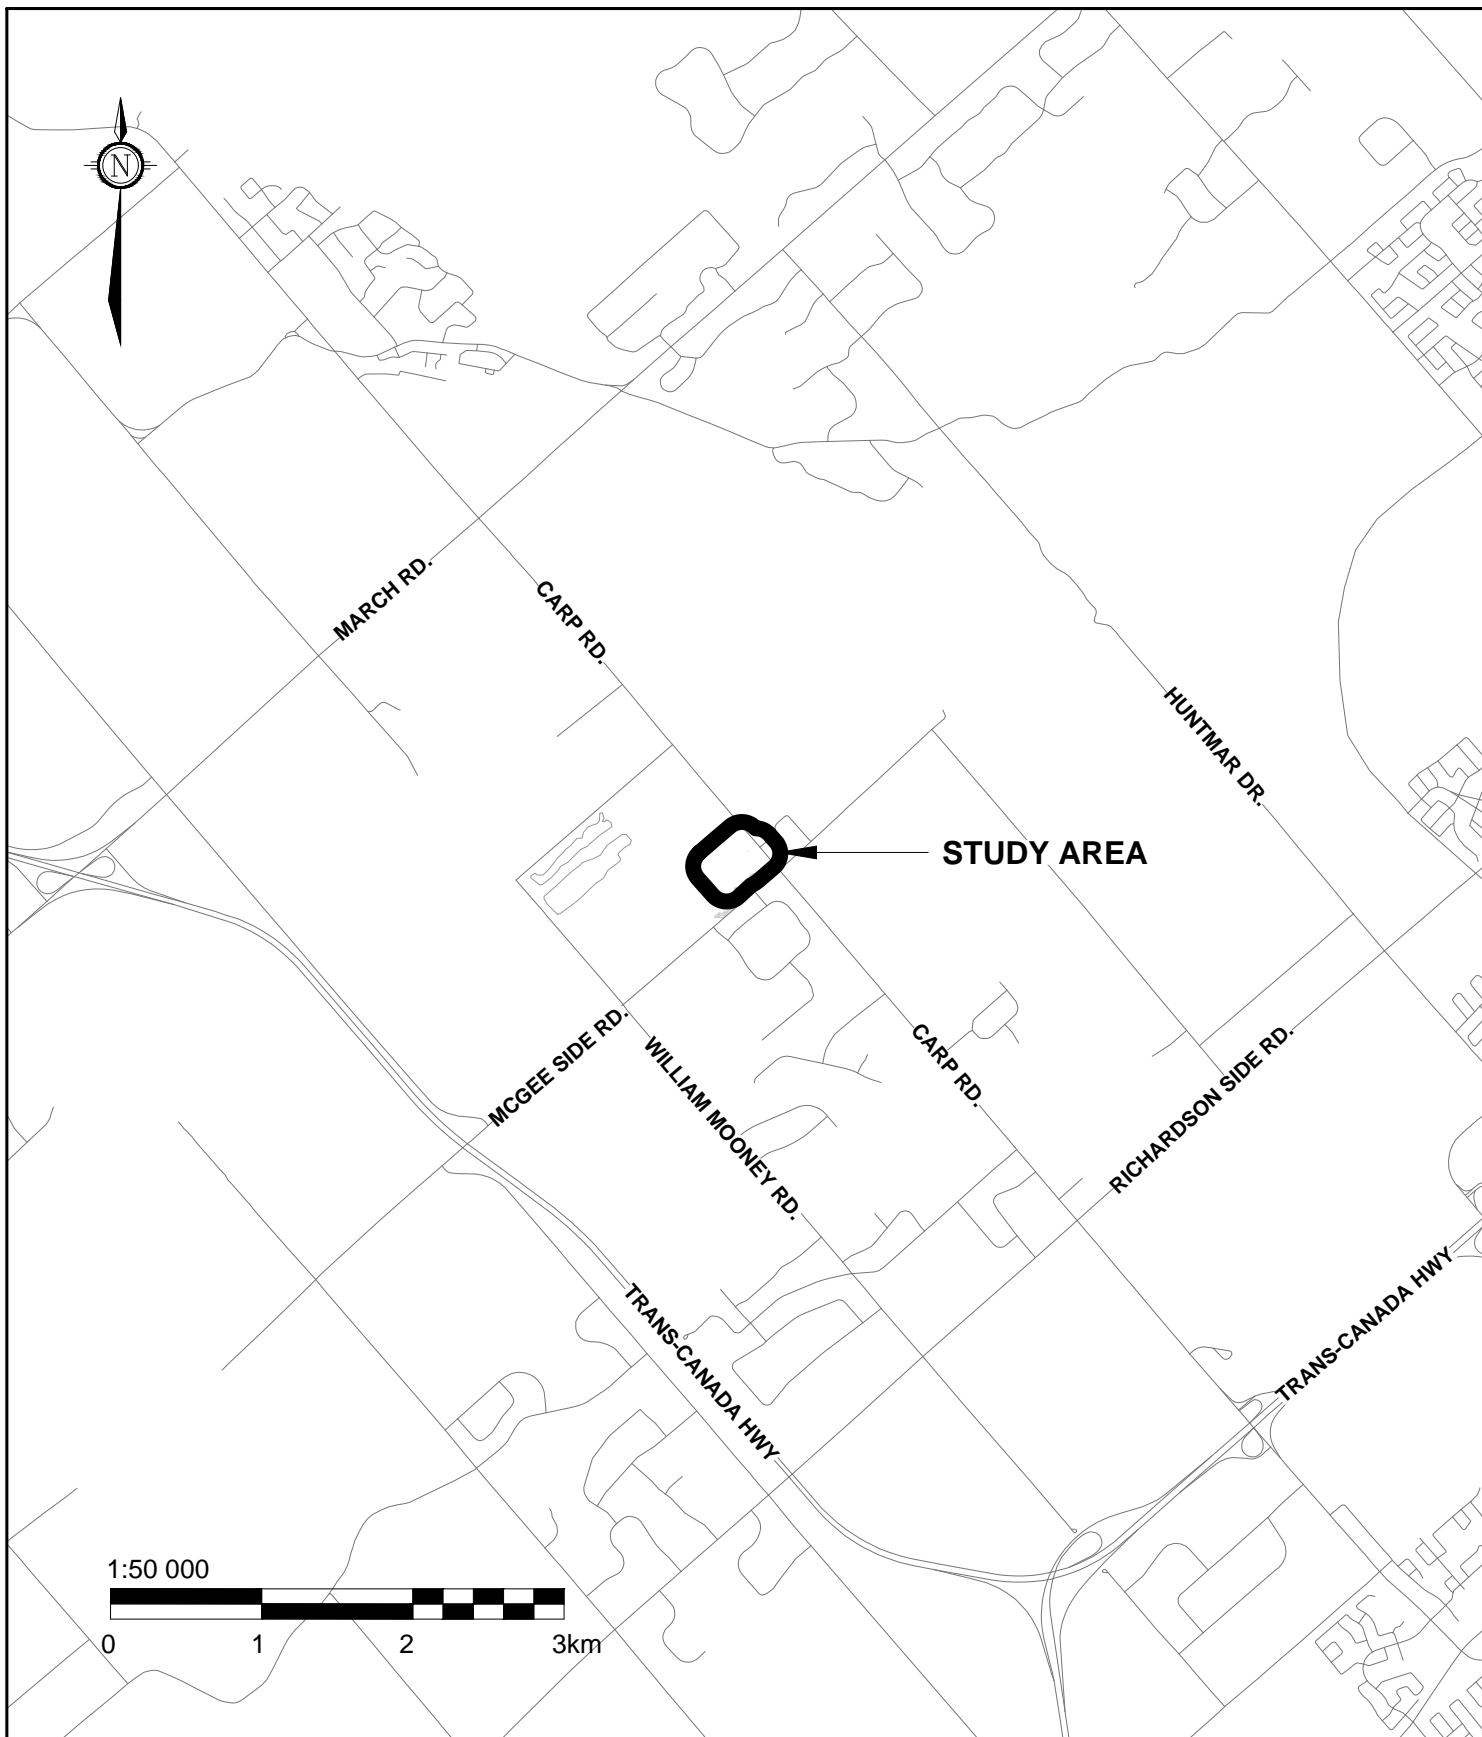 N
MARCH RD.
CARP RD.
HUNTMAR DR.
STUDY AREA
MCGEE SIDE RD.
WILLIAM MOONEY RD.
CARP RD.
RICHARDSON SIDE RD.
TRANS-CANADA HWY
TRANS-CANADA HWY
1:50 000
0 1 2 3km